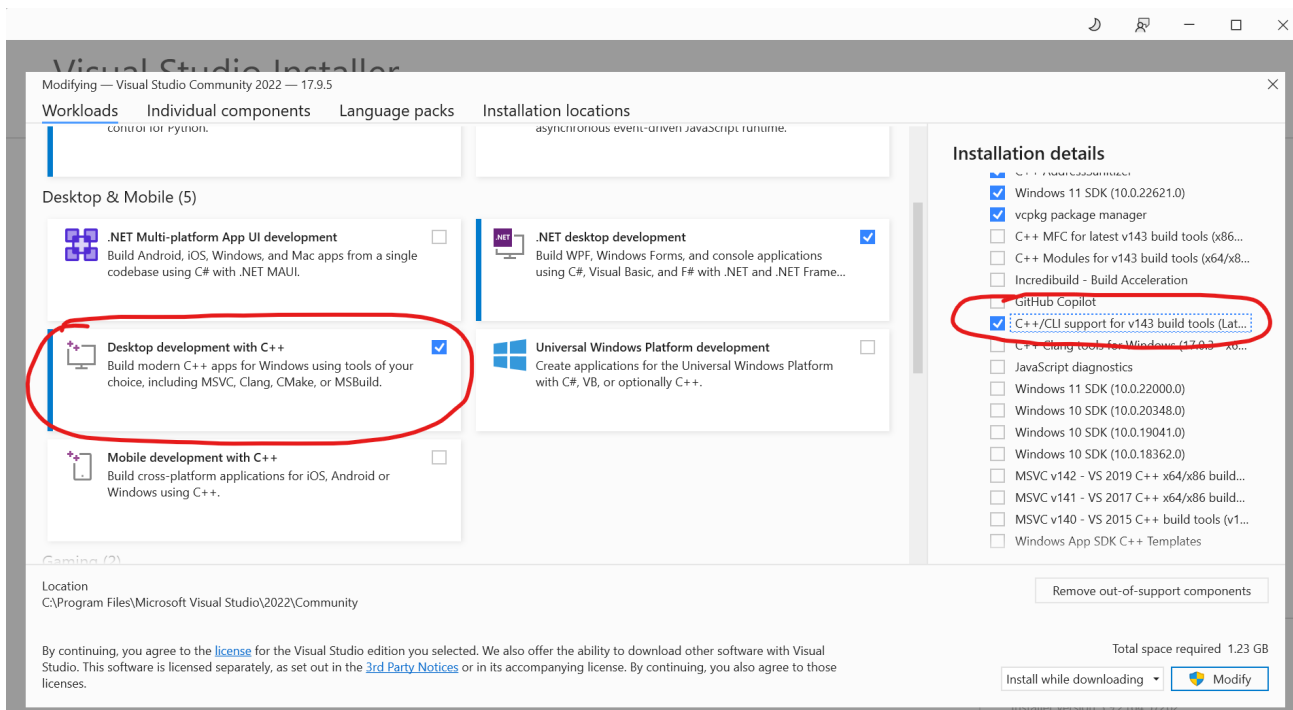 Visual Studio Installer
Modifying — Visual Studio Community 2022 — 17.9.5
Workloads Individual components Language packs Installation locations
control for Python.
asynchronous event-driven JavaScript runtime.
Desktop & Mobile (5)
.NET Multi-platform App UI development
Build Android, iOS, Windows, and Mac apps from a single
codebase using C# with .NET MAUI.
.NET
.NET desktop development
Build WPF, Windows Forms, and console applications
using C#, Visual Basic, and F# with .NET and .NET Frame...
Desktop development with C++
Build modern C++ apps for Windows using tools of your
choice, including MSVC, Clang, CMake, or MSBuild.
Universal Windows Platform development
Create applications for the Universal Windows Platform
with C#, VB, or optionally C++.
Mobile development with C++
Build cross-platform applications for iOS, Android or
Windows using C++.
Gaming (2)
Installation details
C++ AddressSanitizer
Windows 11 SDK (10.0.22621.0)
vcpkg package manager
C++ MFC for latest v143 build tools (x86...
C++ Modules for v143 build tools (x64/x8...
Incredibuild - Build Acceleration
GitHub Copilot
C++/CLI support for v143 build tools (Lat...
C++ Clang tools for Windows (17.0.3 - x6...
JavaScript diagnostics
Windows 11 SDK (10.0.22000.0)
Windows 10 SDK (10.0.20348.0)
Windows 10 SDK (10.0.19041.0)
Windows 10 SDK (10.0.18362.0)
MSVC v142 - VS 2019 C++ x64/x86 build...
MSVC v141 - VS 2017 C++ x64/x86 build...
MSVC v140 - VS 2015 C++ build tools (v1...
Windows App SDK C++ Templates
Location
C:\Program Files\Microsoft Visual Studio\2022\Community
Remove out-of-support components
By continuing, you agree to the license for the Visual Studio edition you selected. We also offer the ability to download other software with Visual
Studio. This software is licensed separately, as set out in the 3rd Party Notices or in its accompanying license. By continuing, you also agree to those
licenses.
Total space required 1.23 GB
Install while downloading
Modify